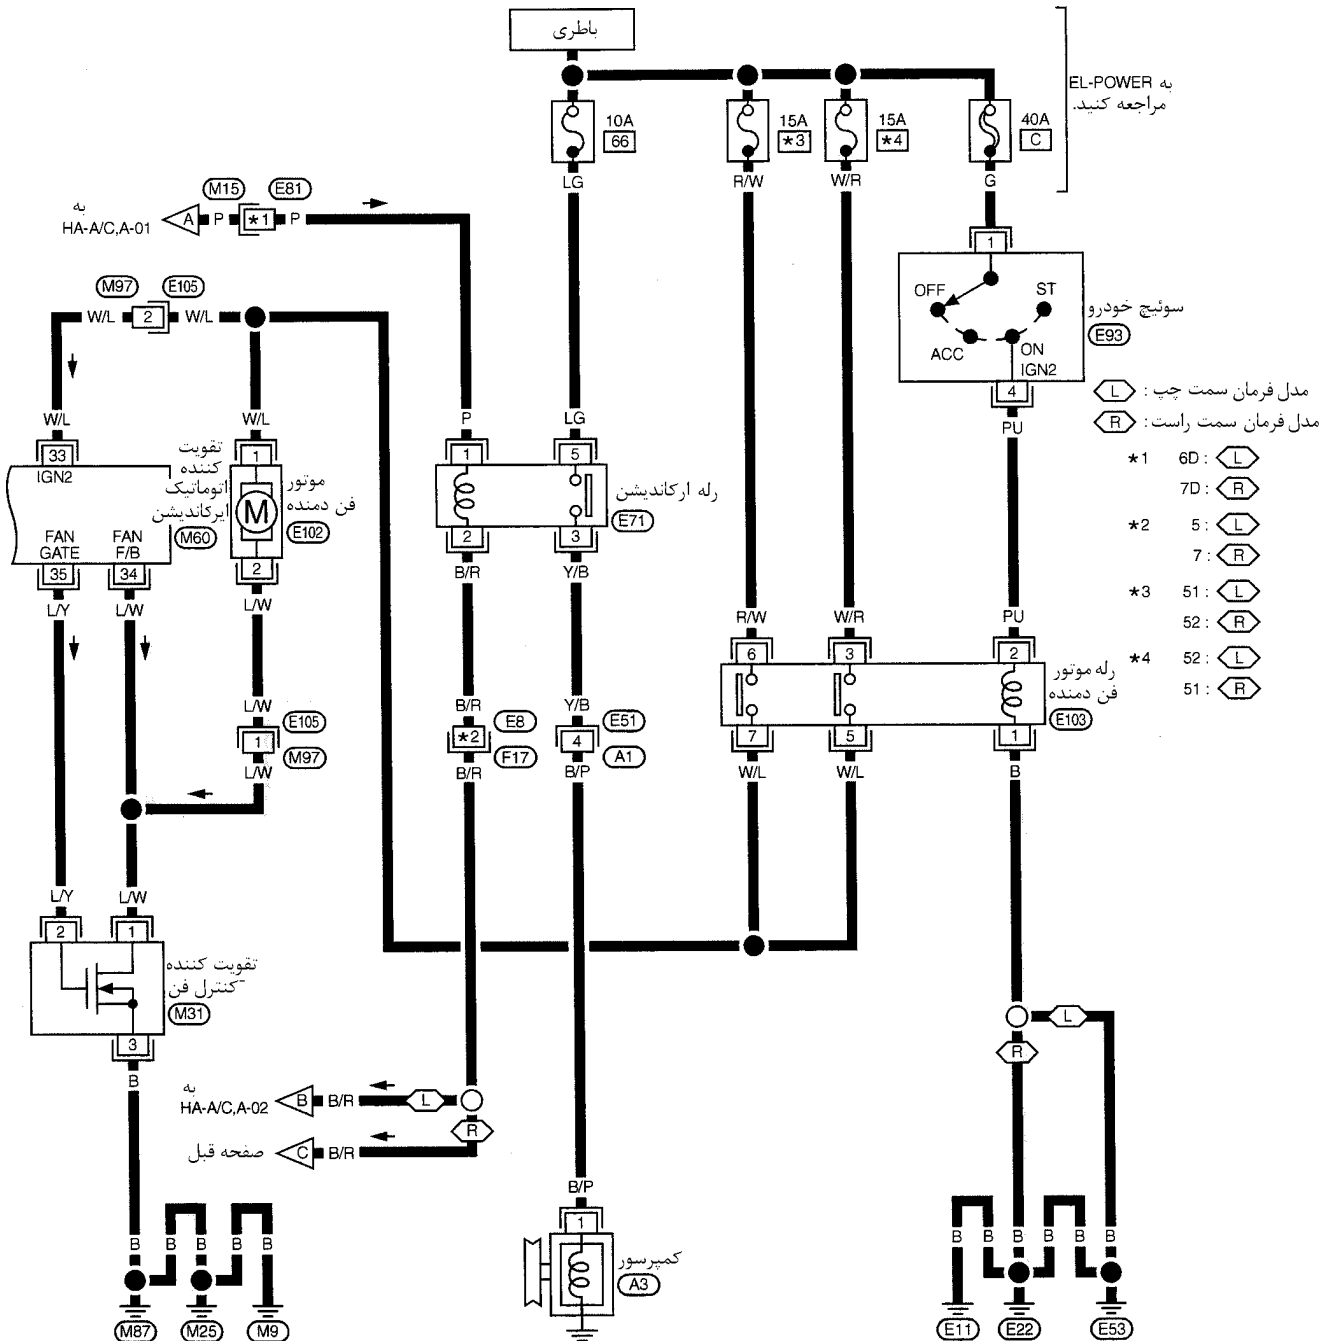 باطری
به EL-POWER
مراجعه کنید.
10A
66
15A
*3
15A
*4
40A
C
LG
R/W
W/R
G
M15
E81
به
HA-A/C,A-01
A
P
*1
P
1
OFF
ST
ACC
ON
IGN2
4
سوئیچ خودرو
E93
M97
E105
W/L
2
W/L
L : مدل فرمان سمت چپ
R : مدل فرمان سمت راست
*1 6D : L
7D : R
*2 5 : L
7 : R
*3 51 : L
52 : R
*4 52 : L
51 : R
W/L
W/L
P
LG
PU
33
IGN2
FAN
GATE
FAN
F/B
35
34
تقویت
کننده
اتوماتیک
ایرکاندیشن
M60
1
M
2
موتور
فن دمنده
E102
1
5
2
3
رله ارکاندیشن
E71
L/Y
L/W
L/W
B/R
Y/B
R/W
W/R
PU
6
3
2
7
5
1
رله موتور
فن دمنده
E103
L/W
E105
1
M97
L/W
B/R
E8
*2
F17
B/R
Y/B
E51
4
A1
B/P
W/L
W/L
B
L/Y
L/W
2
1
3
تقویت کننده
کنترل فن
M31
B
L
R
به
HA-A/C,A-02
B
B/R
L
R
صفحه قبل
C
B/R
B/P
1
کمپرسور
A3
B
B
B
B
B
M87
M25
M9
B
B
B
B
B
E11
E22
E53